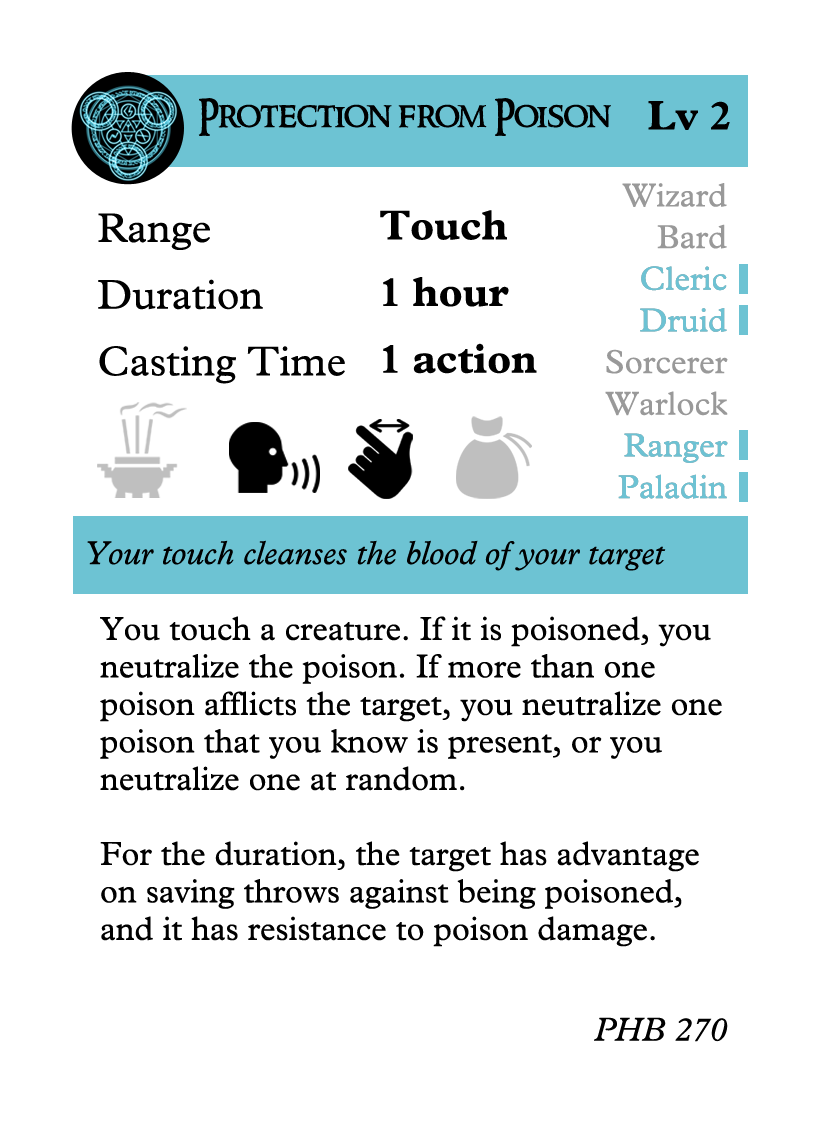 Protection from Poison Lv 2
Wizard
Bard
Cleric
Druid
Sorcerer
Warlock
Ranger
Paladin
Range Touch
Duration 1 hour
Casting Time 1 action
Your touch cleanses the blood of your target
You touch a creature. If it is poisoned, you
neutralize the poison. If more than one
poison afflicts the target, you neutralize one
poison that you know is present, or you
neutralize one at random.
For the duration, the target has advantage
on saving throws against being poisoned,
and it has resistance to poison damage.
PHB 270